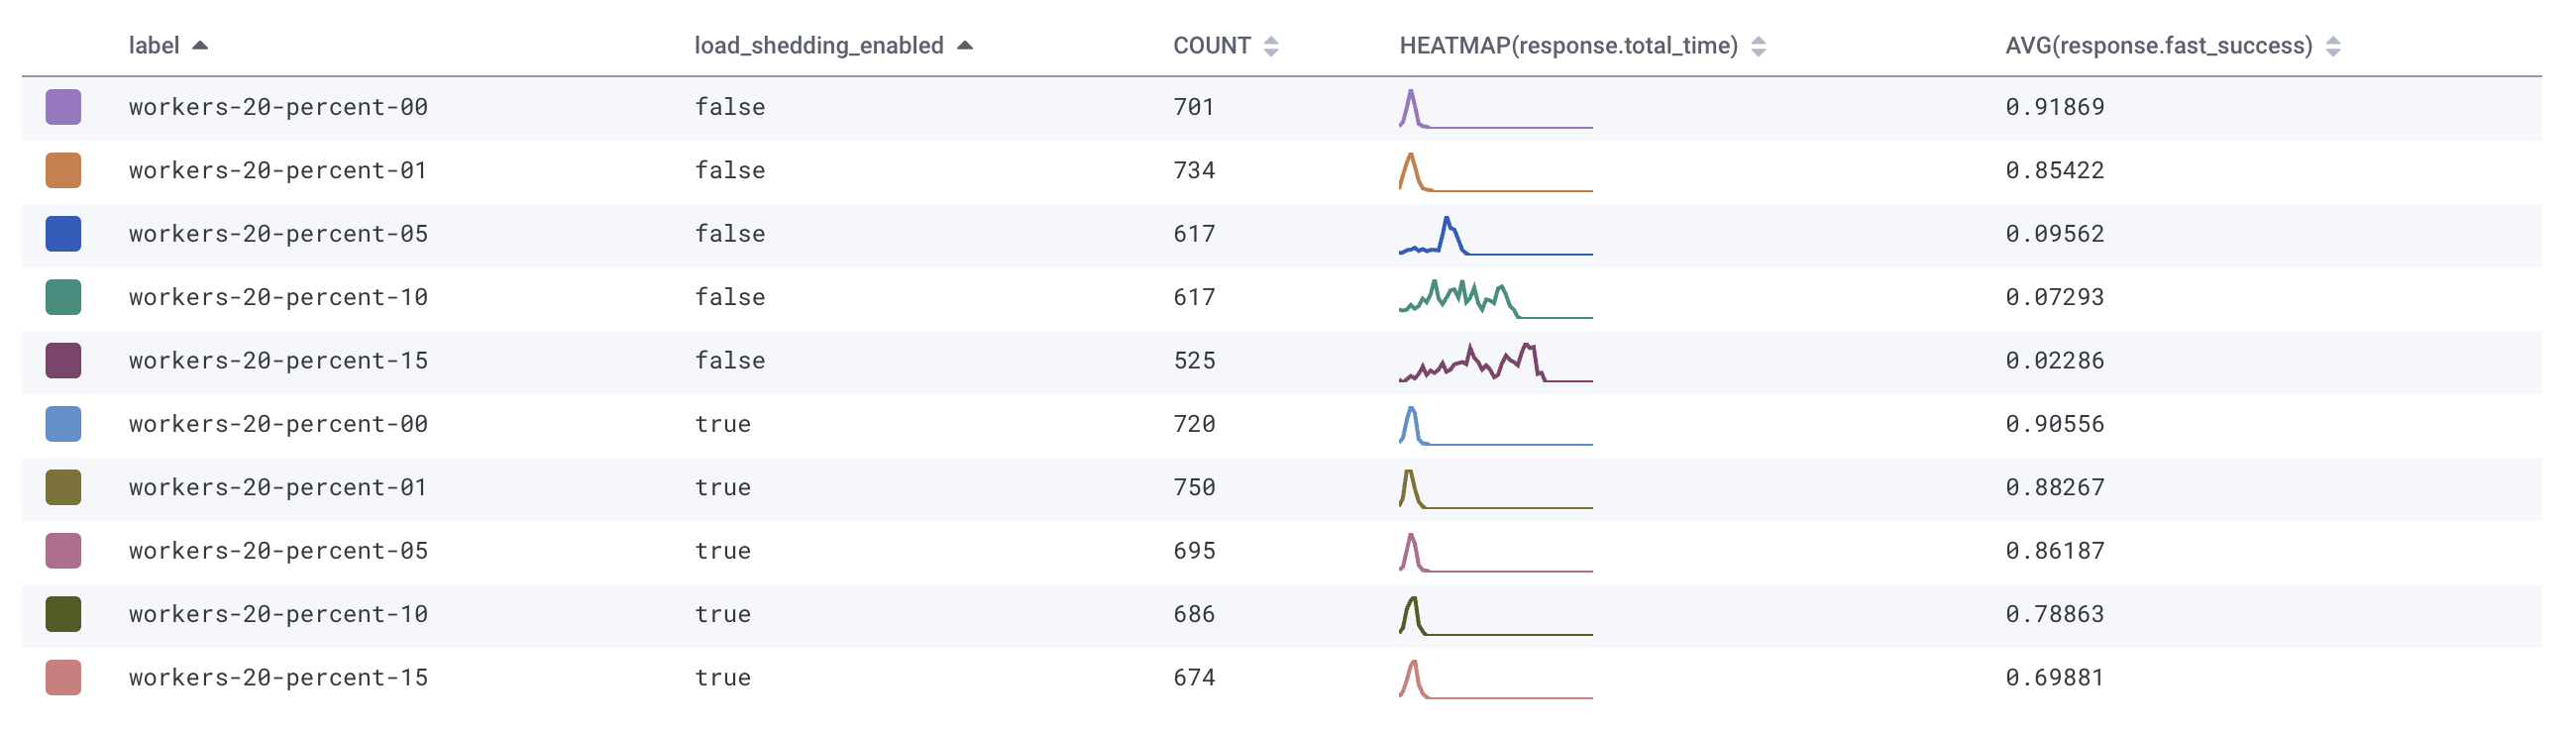 label load_shedding_enabled COUNT HEATMAP(response.total_time) AVG(response.fast_success)
workers-20-percent-00 false 701 0.91869
workers-20-percent-01 false 734 0.85422
workers-20-percent-05 false 617 0.09562
workers-20-percent-10 false 617 0.07293
workers-20-percent-15 false 525 0.02286
workers-20-percent-00 true 720 0.90556
workers-20-percent-01 true 750 0.88267
workers-20-percent-05 true 695 0.86187
workers-20-percent-10 true 686 0.78863
workers-20-percent-15 true 674 0.69881